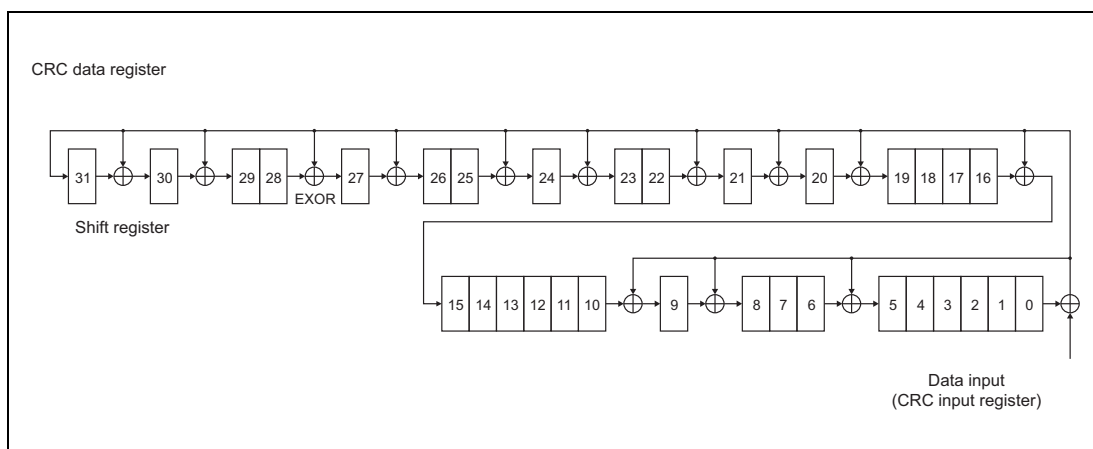 CRC data register
31 30 29 28 27 26 25 24 23 22 21 20 19 18 17 16
EXOR
Shift register
15 14 13 12 11 10 9 8 7 6 5 4 3 2 1 0
Data input
(CRC input register)